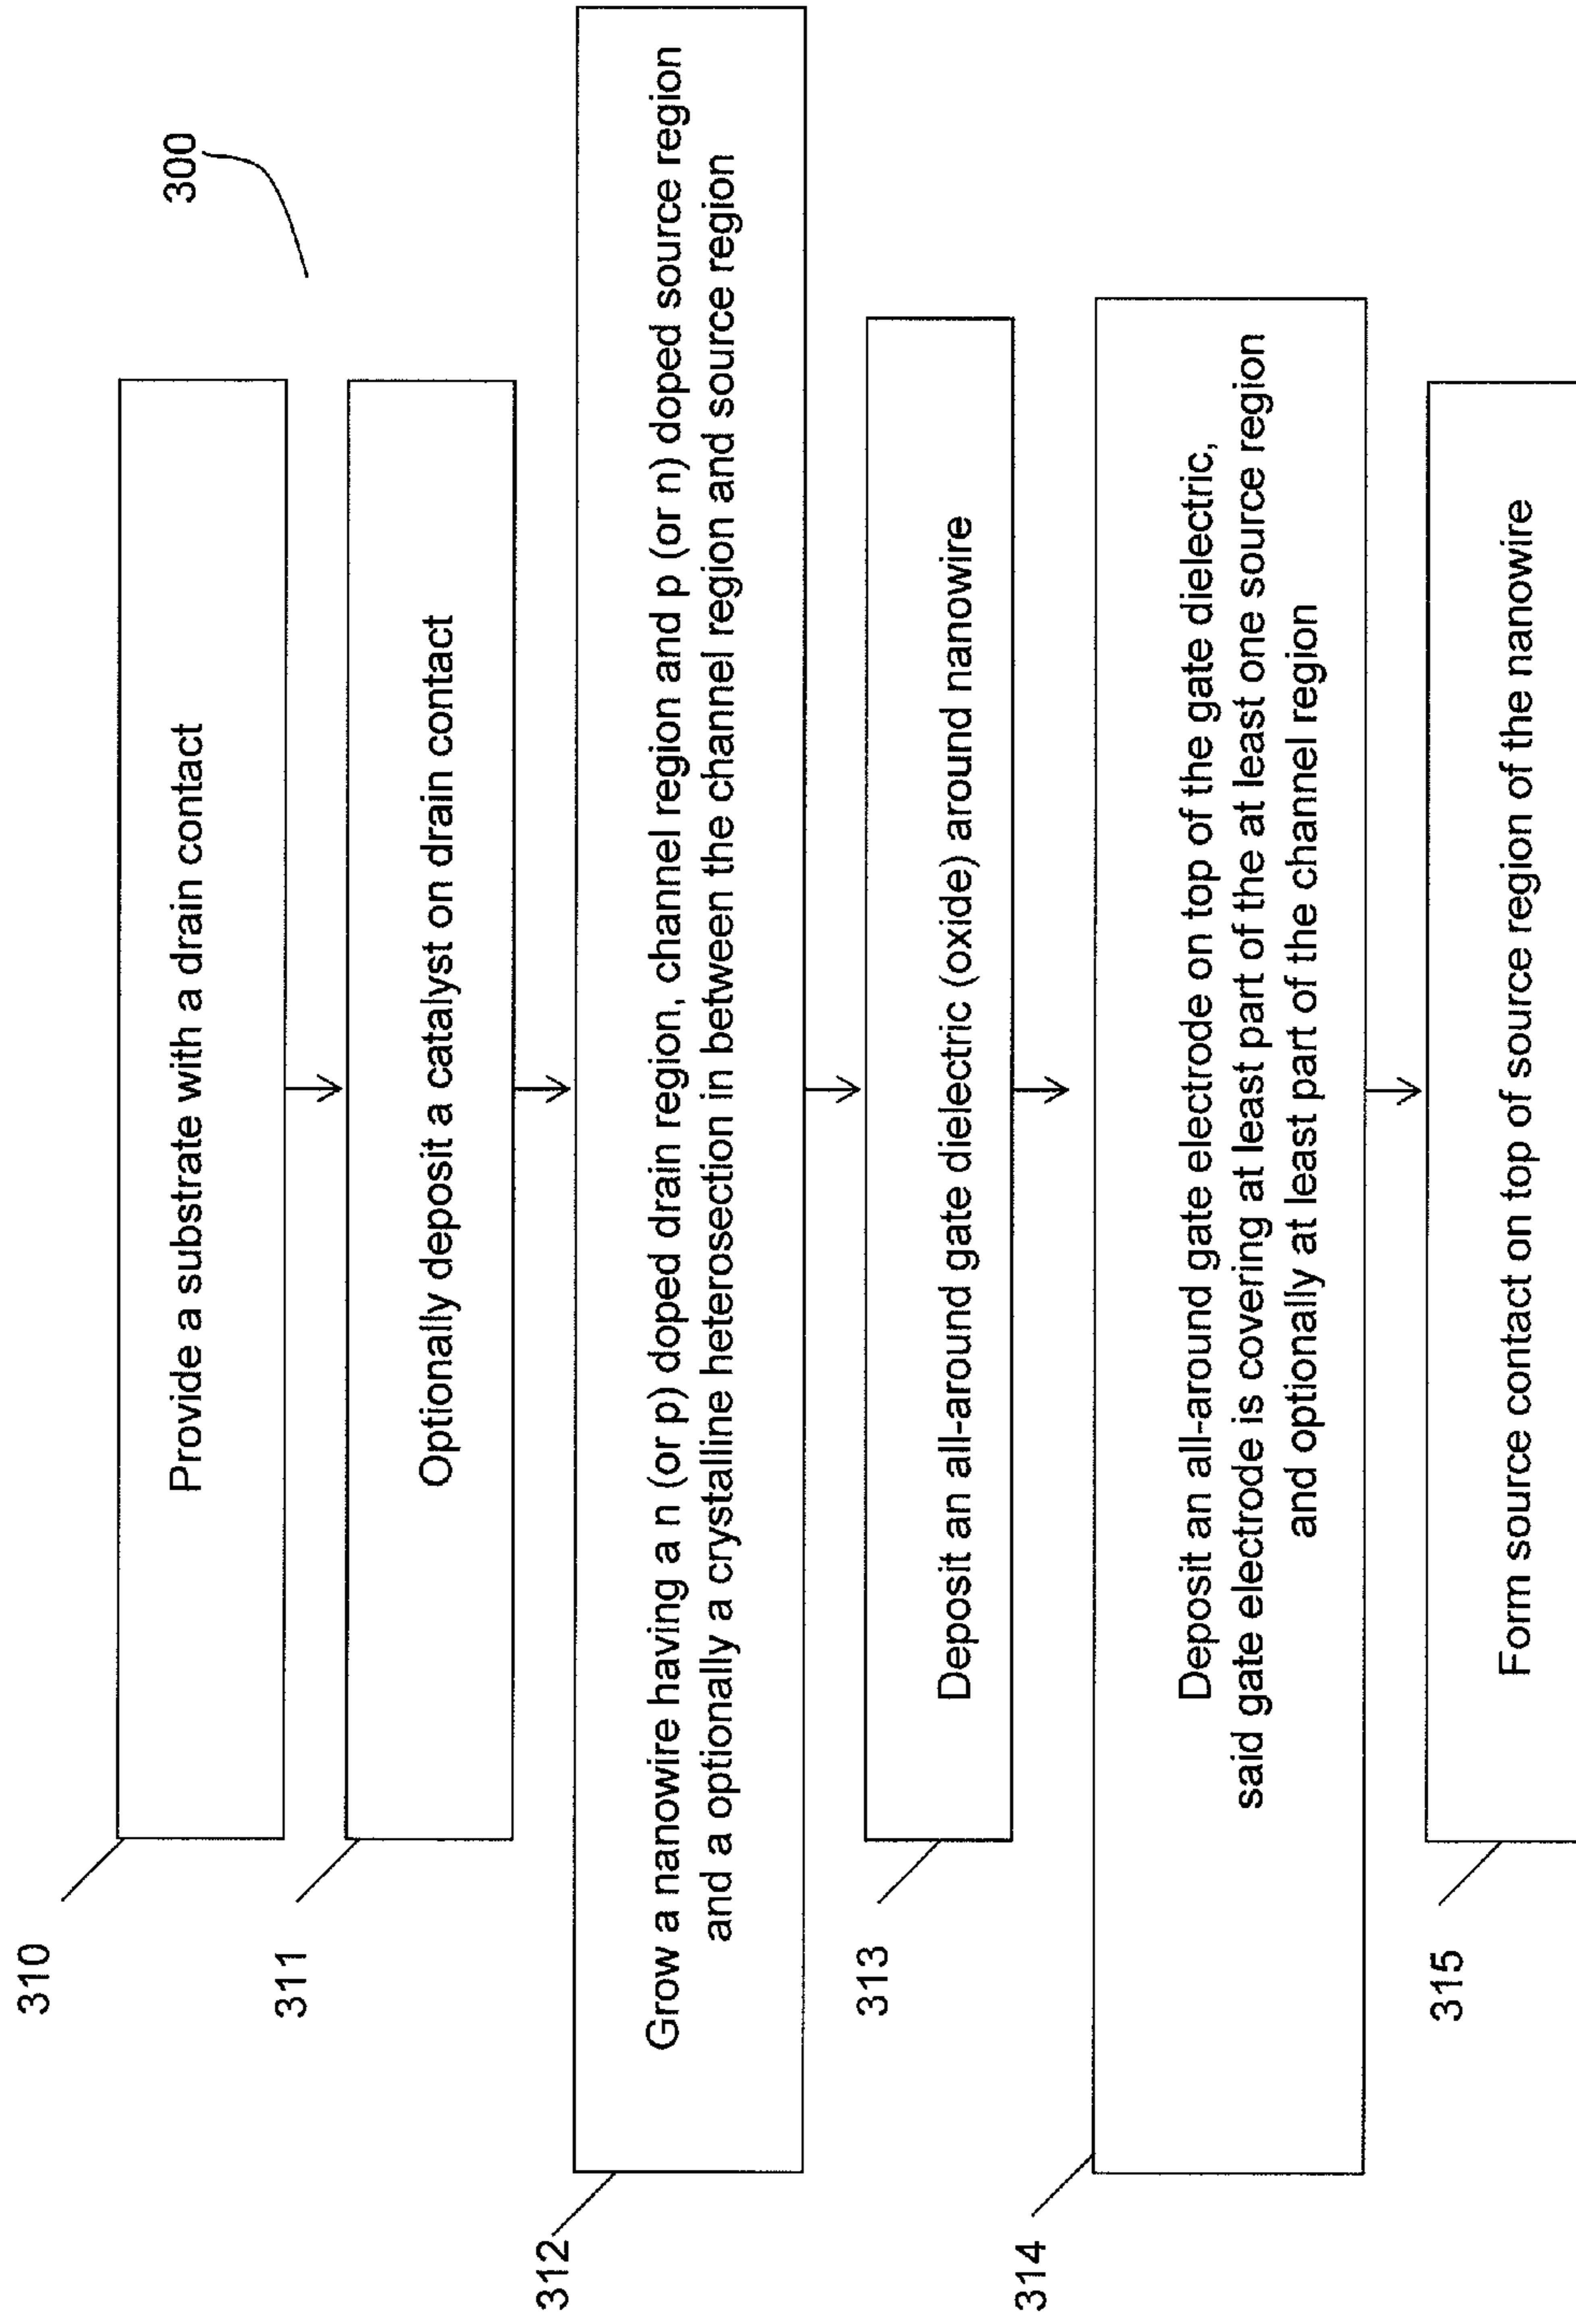 300
310
Provide a substrate with a drain contact
311
Optionally deposit a catalyst on drain contact
312
Grow a nanowire having a n (or p) doped drain region, channel region and p (or n) doped source region
and a optionally a crystalline heterosection in between the channel region and source region
313
Deposit an all-around gate dielectric (oxide) around nanowire
314
Deposit an all-around gate electrode on top of the gate dielectric,
said gate electrode is covering at least part of the at least one source region
and optionally at least part of the channel region
315
Form source contact on top of source region of the nanowire